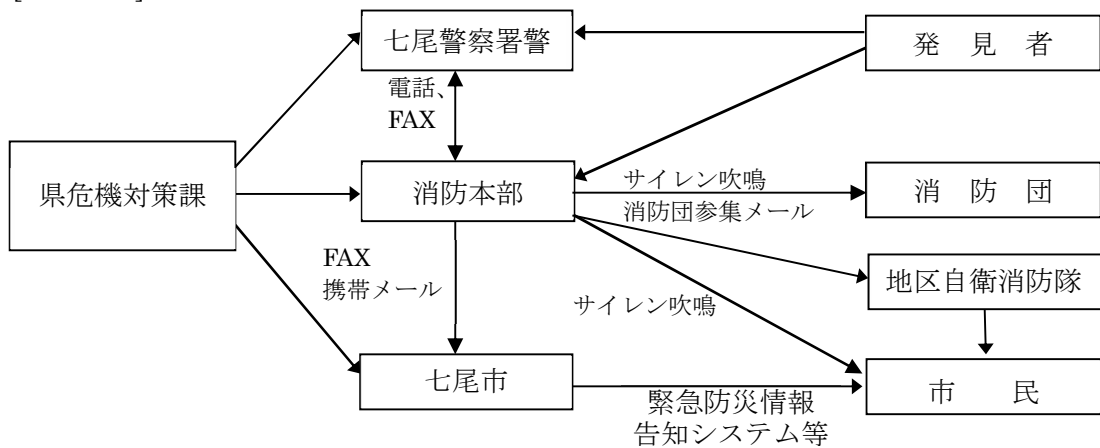 七尾警察署警
発　見　者
電話、
FAX
県危機対策課
消防本部
サイレン吹鳴
消防団参集メール
消　防　団
FAX
携帯メール
サイレン吹鳴
地区自衛消防隊
七尾市
緊急防災情報
告知システム等
市　　民